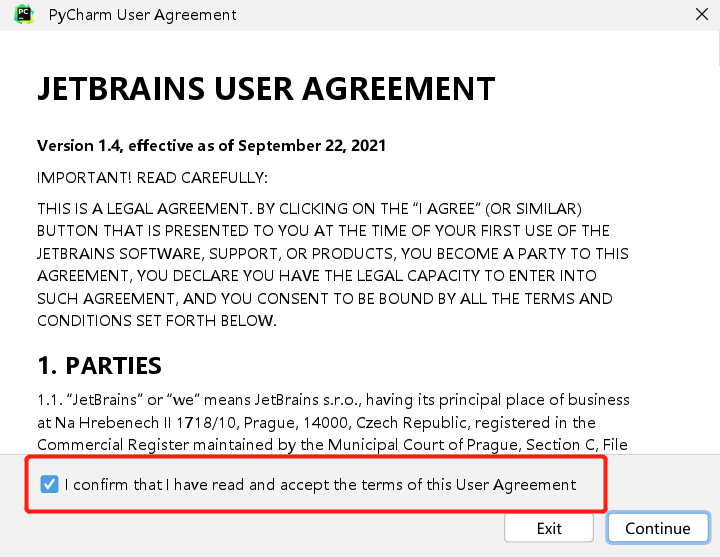 PC PyCharm User Agreement
JETBRAINS USER AGREEMENT
Version 1.4, effective as of September 22, 2021
IMPORTANT! READ CAREFULLY:
THIS IS A LEGAL AGREEMENT. BY CLICKING ON THE “I AGREE” (OR SIMILAR)
BUTTON THAT IS PRESENTED TO YOU AT THE TIME OF YOUR FIRST USE OF THE
JETBRAINS SOFTWARE, SUPPORT, OR PRODUCTS, YOU BECOME A PARTY TO THIS
AGREEMENT, YOU DECLARE YOU HAVE THE LEGAL CAPACITY TO ENTER INTO
SUCH AGREEMENT, AND YOU CONSENT TO BE BOUND BY ALL THE TERMS AND
CONDITIONS SET FORTH BELOW.
1. PARTIES
1.1. “JetBrains” or “we” means JetBrains s.r.o., having its principal place of business
at Na Hrebenech II 1718/10, Prague, 14000, Czech Republic, registered in the
Commercial Register maintained by the Municipal Court of Prague, Section C, File
I confirm that I have read and accept the terms of this User Agreement
Exit Continue